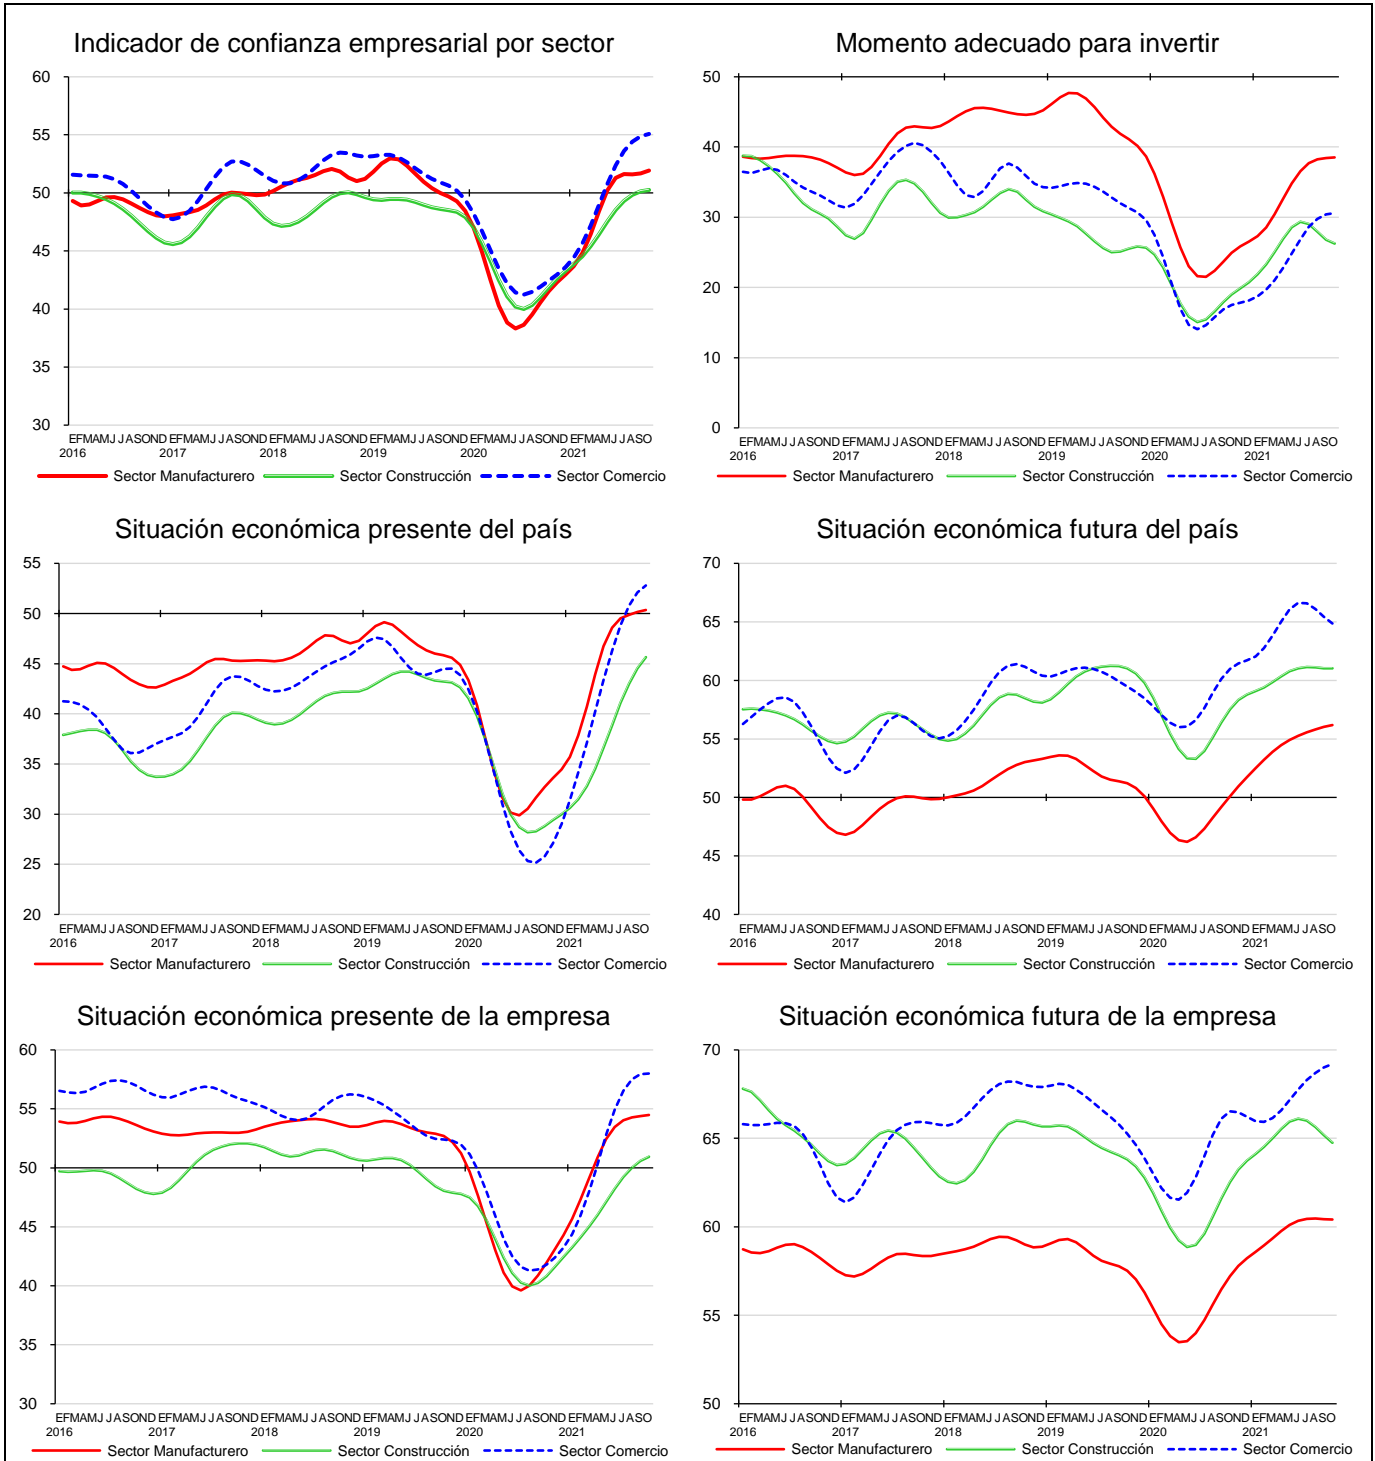 Indicador de confianza empresarial por sector
60
55
50
45
40
35
30
EFMAMJ J ASOND EFMAMJ J ASOND EFMAMJ J ASOND EFMAMJ J ASOND EFMAMJ J ASOND EFMAMJ J ASO
2016 2017 2018 2019 2020 2021
Sector Manufacturero Sector Construcción Sector Comercio
Momento adecuado para invertir
50
40
30
20
10
0
EFMAMJ J ASOND EFMAMJ J ASOND EFMAMJ J ASOND EFMAMJ J ASOND EFMAMJ J ASOND EFMAMJ J ASO
2016 2017 2018 2019 2020 2021
Sector Manufacturero Sector Construcción Sector Comercio
Situación económica presente del país
55
50
45
40
35
30
25
20
EFMAMJ J ASOND EFMAMJ J ASOND EFMAMJ J ASOND EFMAMJ J ASOND EFMAMJ J ASOND EFMAMJ J ASO
2016 2017 2018 2019 2020 2021
Sector Manufacturero Sector Construcción Sector Comercio
Situación económica futura del país
70
65
60
55
50
45
40
EFMAMJ J ASOND EFMAMJ J ASOND EFMAMJ J ASOND EFMAMJ J ASOND EFMAMJ J ASOND EFMAMJ J ASO
2016 2017 2018 2019 2020 2021
Sector Manufacturero Sector Construcción Sector Comercio
Situación económica presente de la empresa
60
55
50
45
40
35
30
EFMAMJ J ASOND EFMAMJ J ASOND EFMAMJ J ASOND EFMAMJ J ASOND EFMAMJ J ASOND EFMAMJ J ASO
2016 2017 2018 2019 2020 2021
Sector Manufacturero Sector Construcción Sector Comercio
Situación económica futura de la empresa
70
65
60
55
50
EFMAMJ J ASOND EFMAMJ J ASOND EFMAMJ J ASOND EFMAMJ J ASOND EFMAMJ J ASOND EFMAMJ J ASO
2016 2017 2018 2019 2020 2021
Sector Manufacturero Sector Construcción Sector Comercio